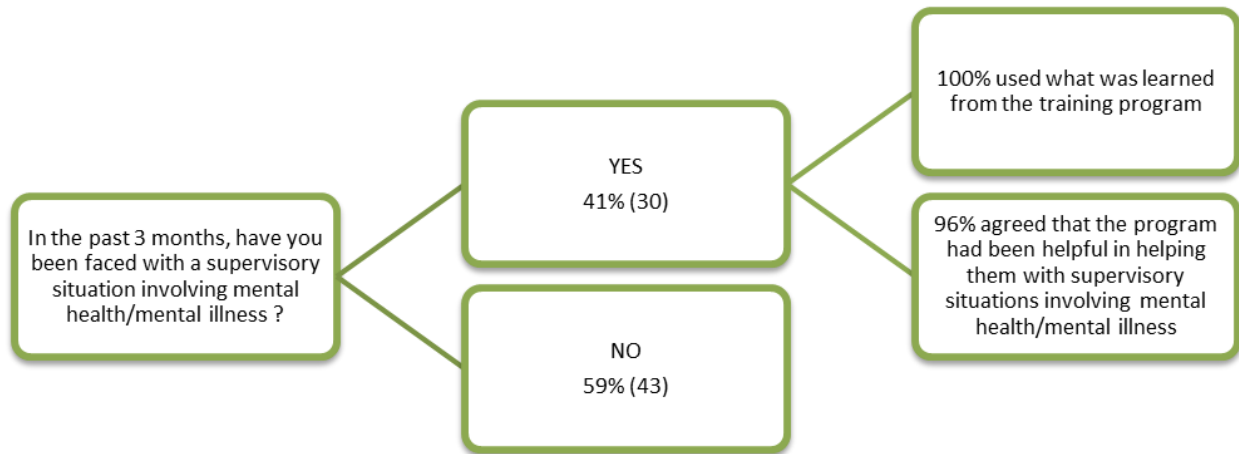 In the past 3 months, have you
been faced with a supervisory
situation involving mental
health/mental illness ?
YES
41% (30)
NO
59% (43)
100% used what was learned
from the training program
96% agreed that the program
had been helpful in helping
them with supervisory
situations involving mental
health/mental illness